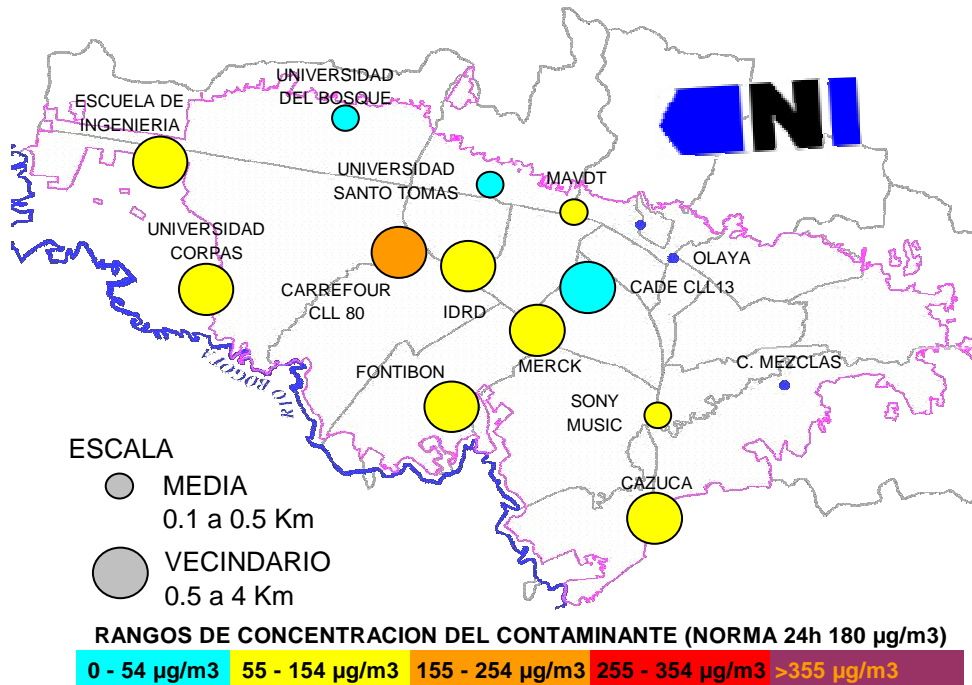 UNIVERSIDAD
DEL BOSQUE
ESCUELA DE
INGENIERIA
NI
UNIVERSIDAD
SANTO TOMAS
MAVDT
UNIVERSIDAD
CORPAS
OLAYA
CARREFOUR
CLL 80
IDRD
CADE CLL13
RIO BOGOTA
FONTIBON
MERCK
C. MEZCLAS
SONY
MUSIC
ESCALA
MEDIA
0.1 a 0.5 Km
CAZUCA
VECINDARIO
0.5 a 4 Km
RANGOS DE CONCENTRACION DEL CONTAMINANTE (NORMA 24h 180 µg/m3)
0 - 54 µg/m3 55 - 154 µg/m3 155 - 254 µg/m3 255 - 354 µg/m3 >355 µg/m3